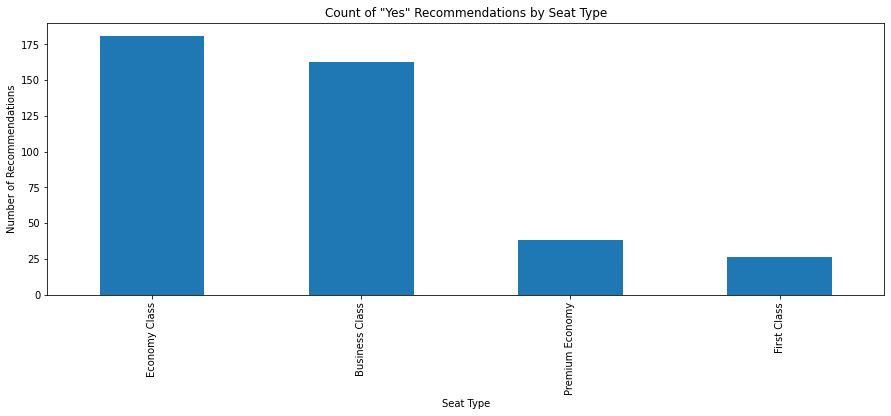 Count of "Yes" Recommendations by Seat Type
Number of Recommendations
175
150
125
100
75
50
25
0
Economy Class
Business Class
Premium Economy
First Class
Seat Type